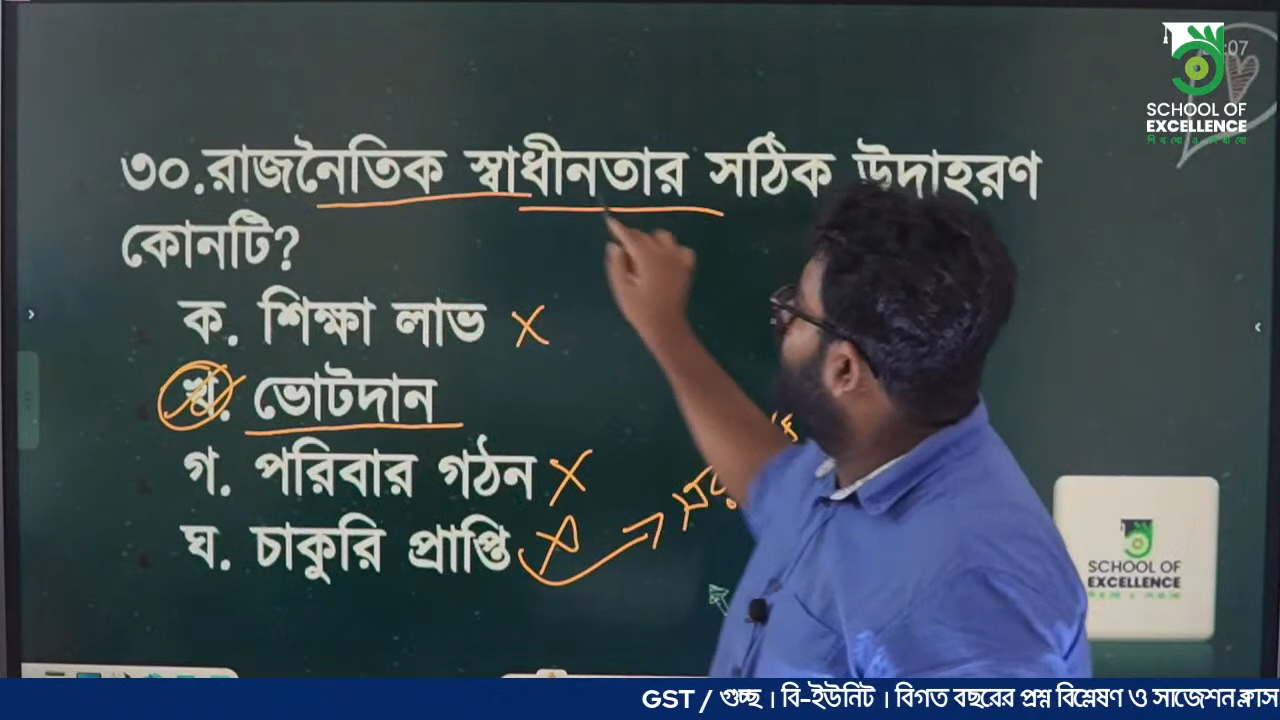 07
SCHOOL OF
EXCELLENCE
৩০.রাজনৈতিক স্বাধীনতার সঠিক উদাহরণ
কোনটি?
ক. শিক্ষা লাভ
খ. ভোটদান
গ. পরিবার গঠন
ঘ. চাকুরি প্রাপ্তি
SCHOOL OF
EXCELLENCE
GST / গুচ্ছ । বি-ইউনিট । বিগত বছরের প্রশ্ন বিশ্লেষণ ও সাজেশন ক্লাস